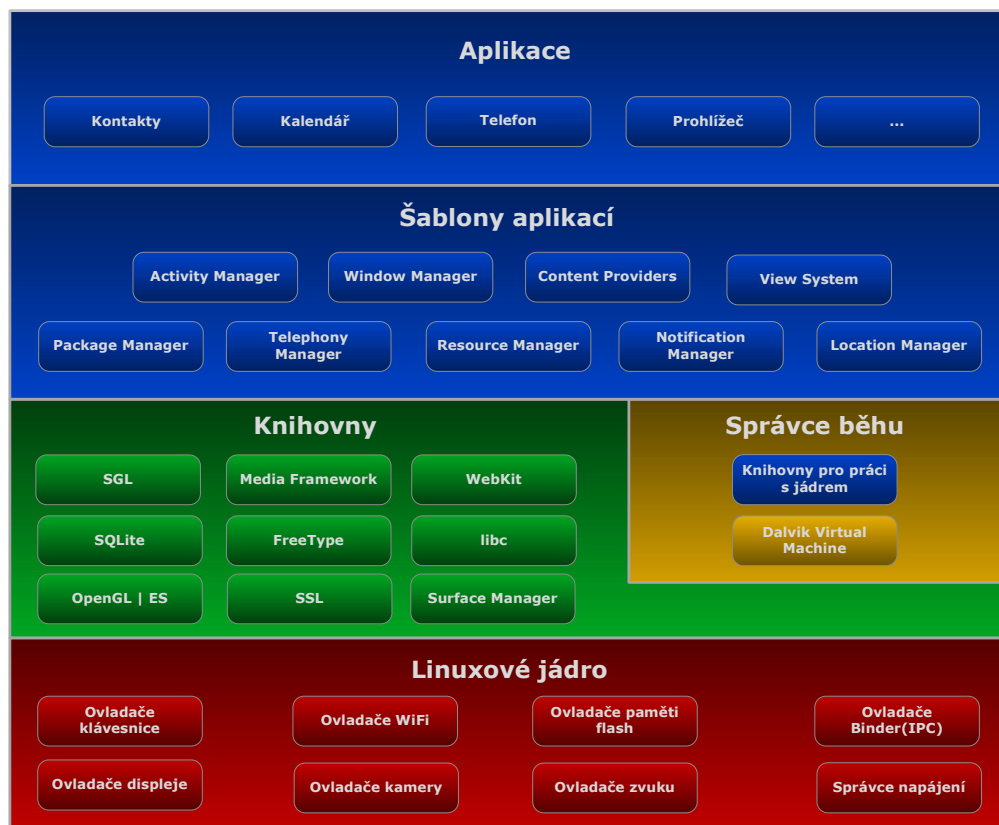 Aplikace
Kontakty
Kalendář
Telefon
Prohlížeč
...
Šablony aplikací
Activity Manager
Window Manager
Content Providers
View System
Package Manager
Telephony
Manager
Resource Manager
Notification
Manager
Location Manager
Knihovny
SGL
Media Framework
WebKit
SQLite
FreeType
libc
OpenGL | ES
SSL
Surface Manager
Správce běhu
Knihovny pro práci
s jádrem
Dalvik Virtual
Machine
Linuxové jádro
Ovladače
klávesnice
Ovladače WiFi
Ovladače paměti
flash
Ovladače
Binder(IPC)
Ovladače displeje
Ovladače kamery
Ovladače zvuku
Správce napájení